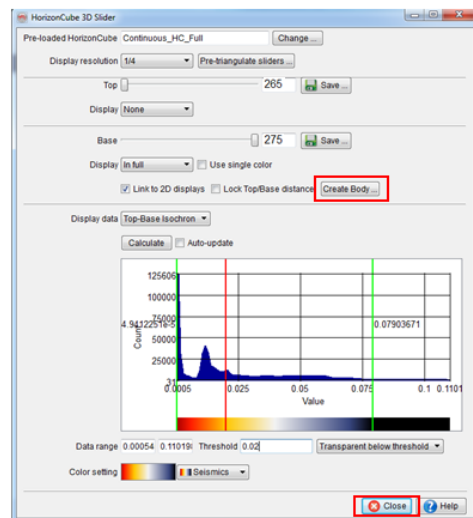 HorizonCube 3D Slider
Pre-loaded HorizonCube Continuous_HC_Full Change ...
Display resolution 1/4 Pre-triangulate sliders ...
Top 265 Save ...
Display None
Base 275 Save ...
Display In full Use single color
Link to 2D displays Lock Top/Base distance Create Body ...
Display data Top-Base Isochron
Calculate Auto-update
125606
100000
75000
4.9412251e-5 0.07903671
50000
Count
25000
31
0.0005 0.025 0.05 0.075 0.1 0.1101
Value
Data range 0.00054 0.11019 Threshold 0.02 Transparent below threshold
Color setting Seismics
Close Help